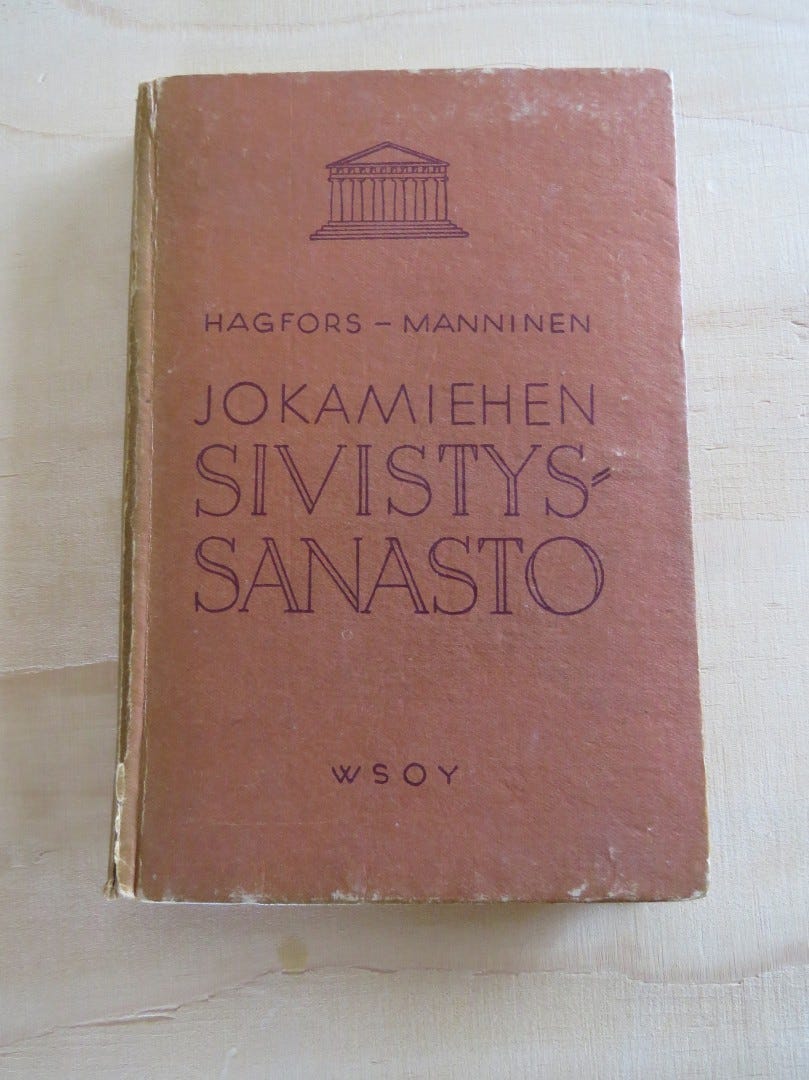 HAGFORS – MANNINEN
JOKAMIEHEN
SIVISTYS-
SANASTO
WSOY